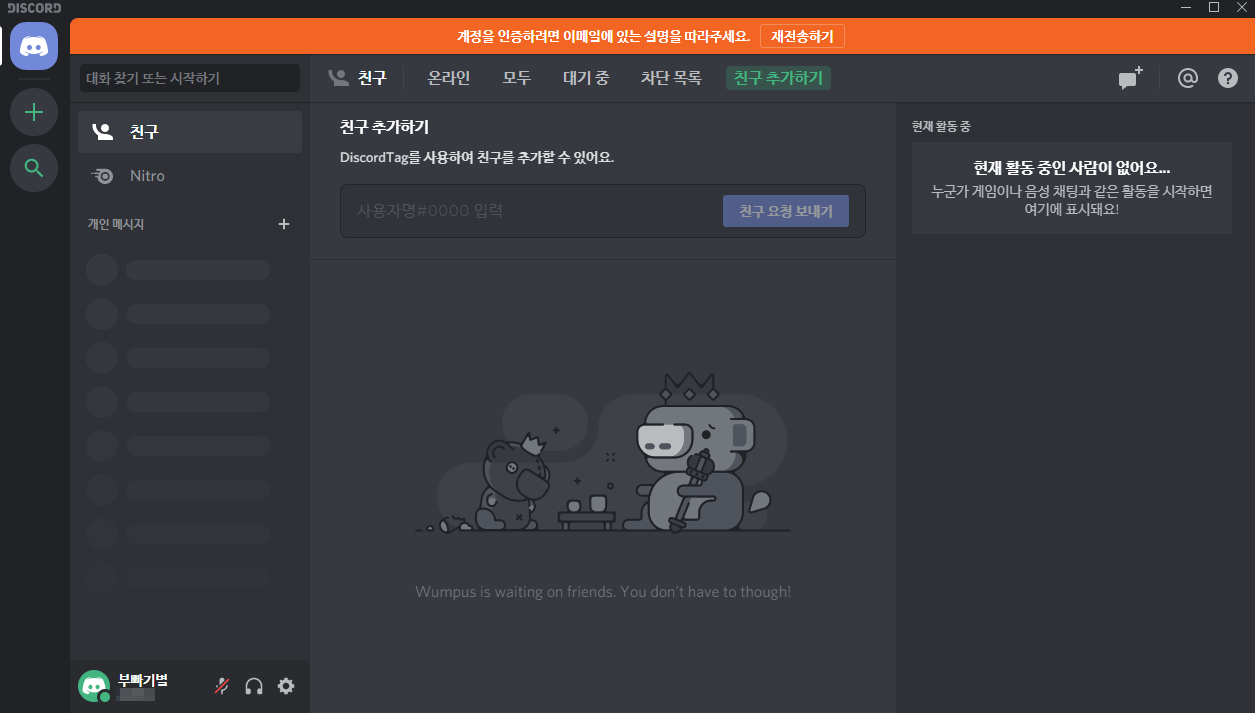 DISCORD
계정을 인증하려면 이메일에 있는 설명을 따라주세요. 재전송하기
대화 찾기 또는 시작하기
친구 온라인 모두 대기 중 차단 목록 친구 추가하기
친구
Nitro
개인 메시지
친구 추가하기
DiscordTag를 사용하여 친구를 추가할 수 있어요.
사용자명#0000 입력 친구 요청 보내기
Wumpus is waiting on friends. You don't have to though!
현재 활동 중
현재 활동 중인 사람이 없어요...
누군가 게임이나 음성 채팅과 같은 활동을 시작하면
여기에 표시돼요!
부빠기별